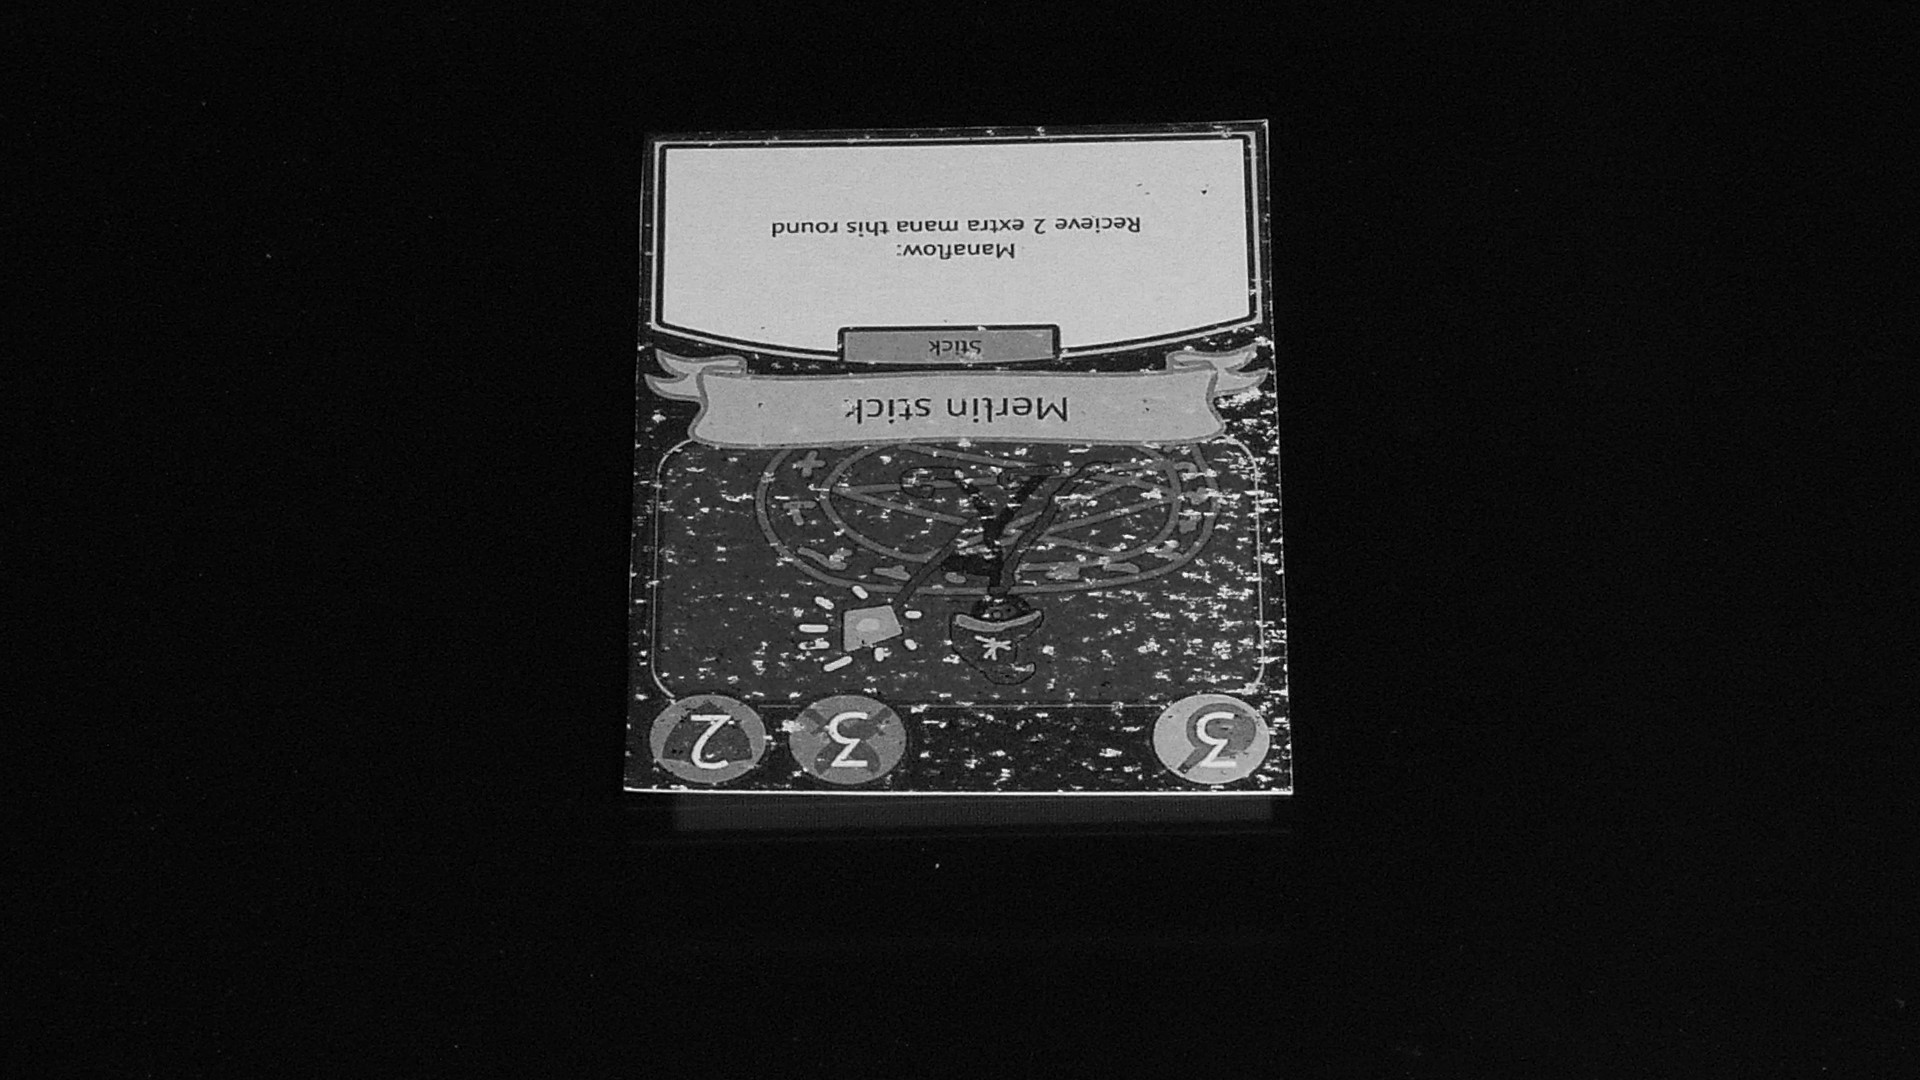 3 3 2
Merlin stick
Stick
Manaflow:
Recieve 2 extra mana this round